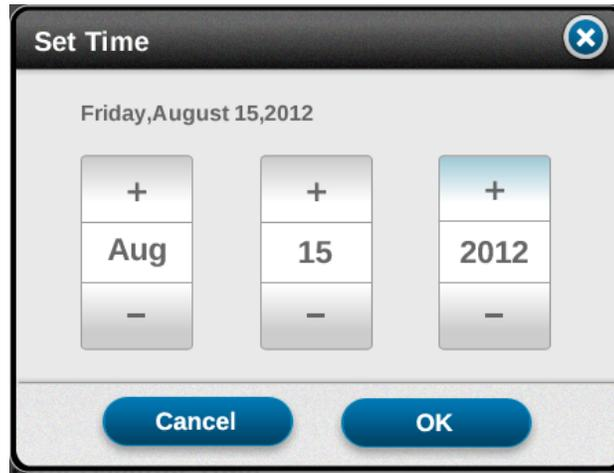 Set Time
Friday,August 15,2012
+ + +
Aug 15 2012
− − −
Cancel OK